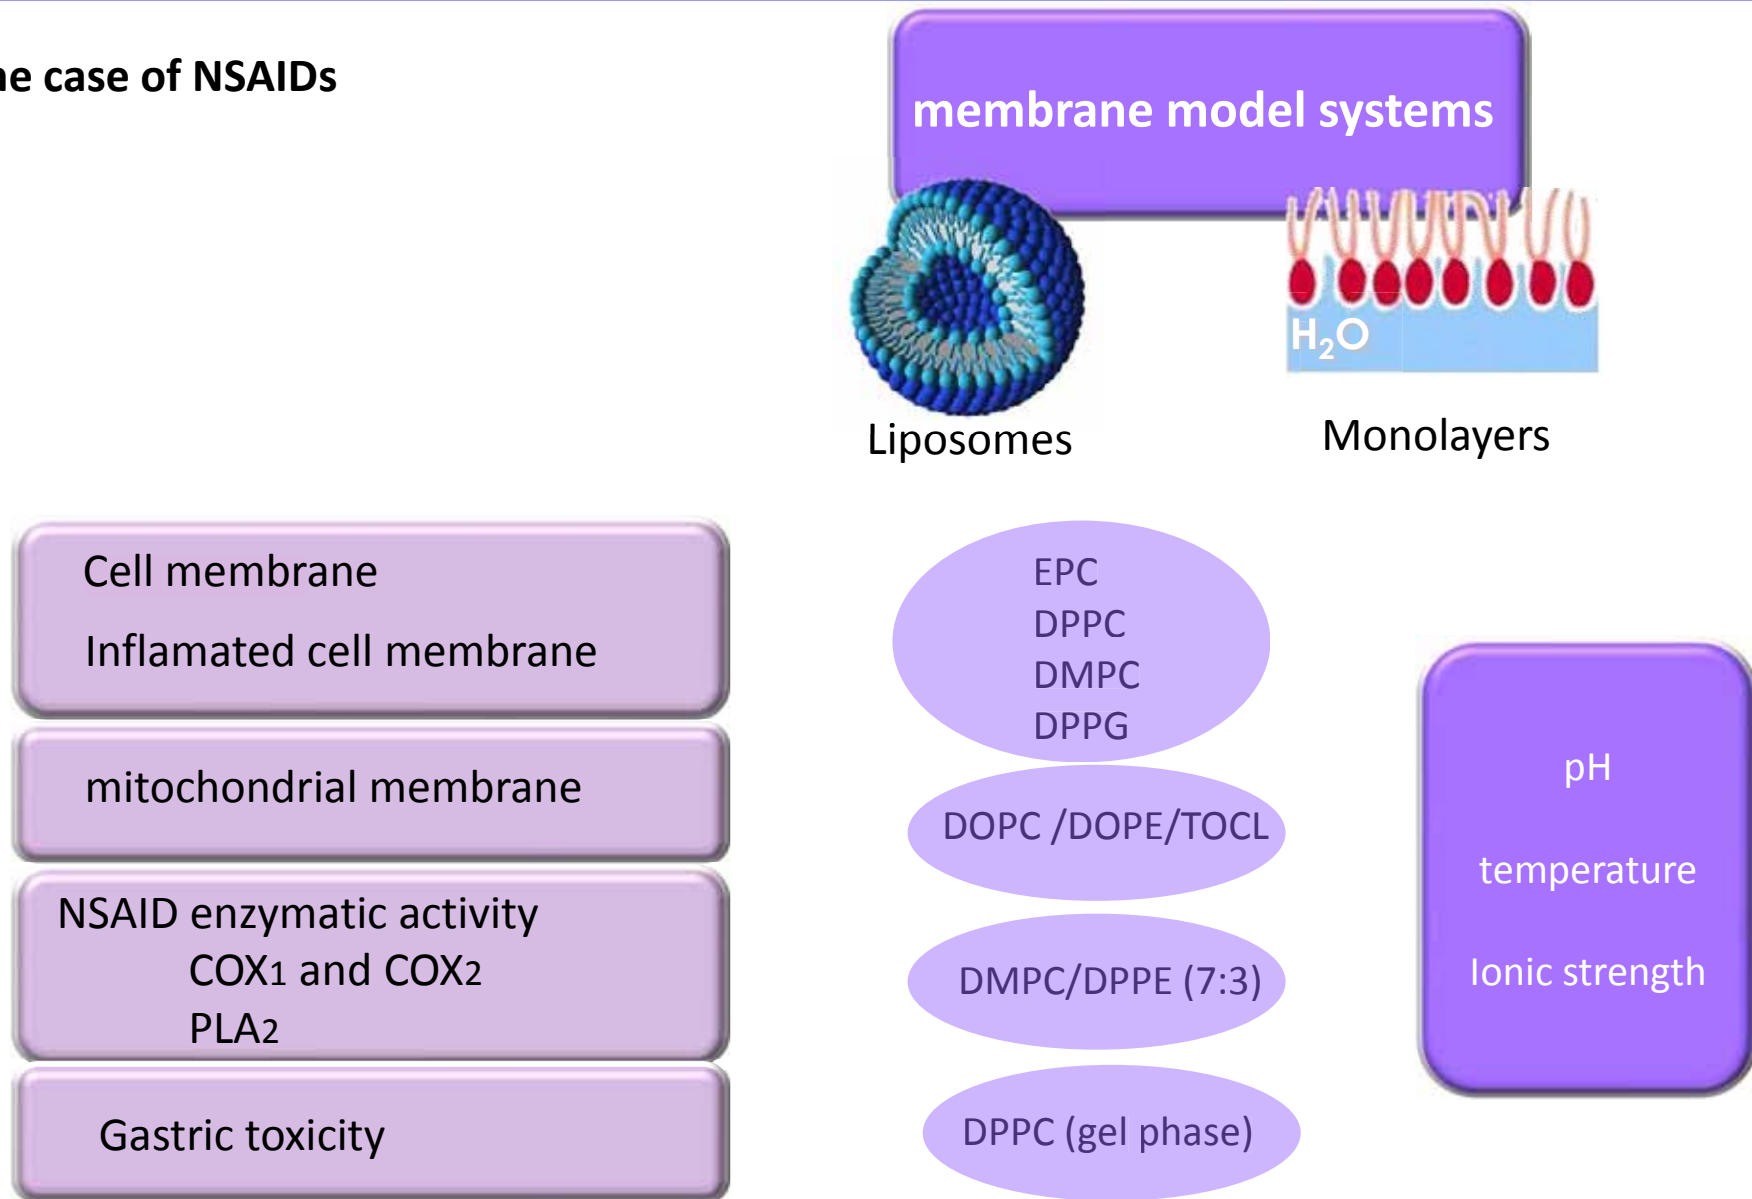 he case of NSAIDs
membrane model systems
H₂O
Liposomes
Monolayers
Cell membrane
Inflamated cell membrane
mitochondrial membrane
NSAID enzymatic activity
COX1 and COX2
PLA2
Gastric toxicity
EPC
DPPC
DMPC
DPPG
DOPC /DOPE/TOCL
DMPC/DPPE (7:3)
DPPC (gel phase)
pH
temperature
Ionic strength